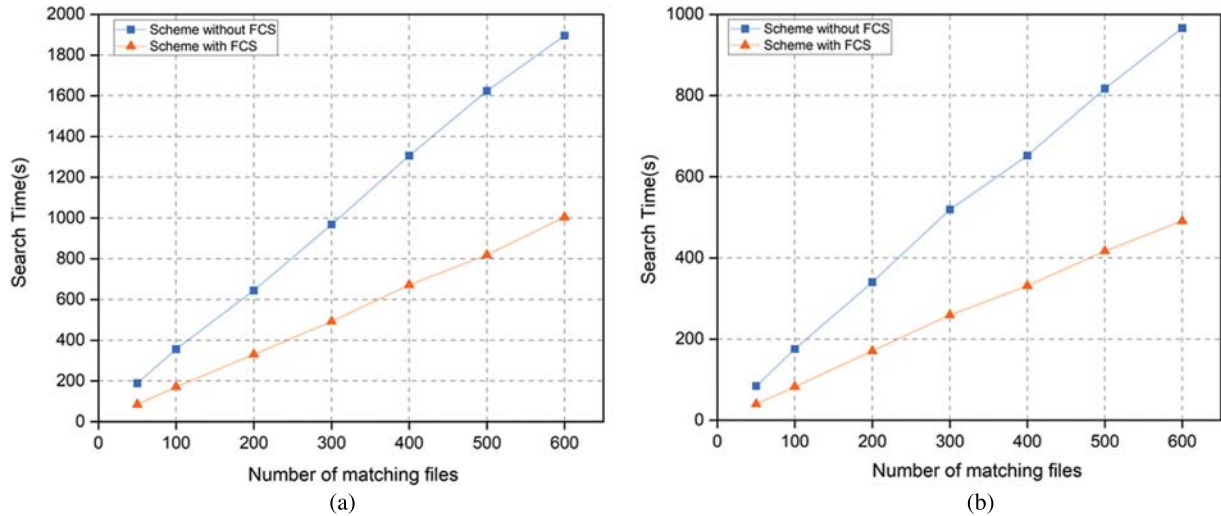 Scheme without FCS
Scheme with FCS
2000
1800
1600
1400
1200
1000
800
600
400
200
0
Search Time(s)
0 100 200 300 400 500 600
Number of matching files
(a)
Scheme without FCS
Scheme with FCS
1000
800
600
400
200
0
Search Time(s)
0 100 200 300 400 500 600
Number of matching files
(b)